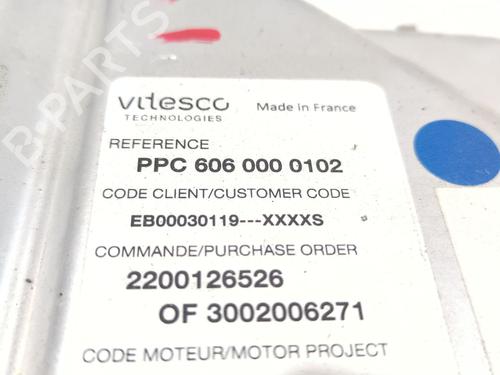 vitesco
TECHNOLOGIES
Made in France
REFERENCE
PPC 606 000 0102
CODE CLIENT/CUSTOMER CODE
EB00030119---XXXXS
COMMANDE/PURCHASE ORDER
2200126526
OF 3002006271
CODE MOTEUR/MOTOR PROJECT
B-PARTS